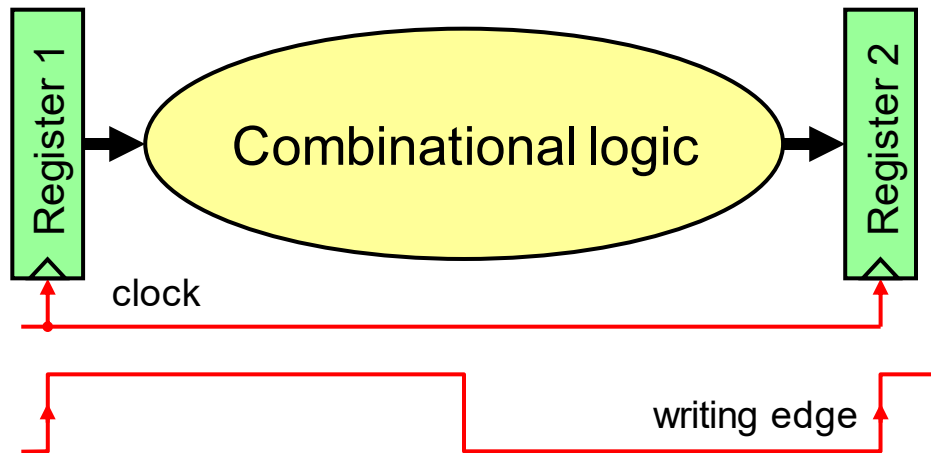 Register 1
Combinational logic
Register 2
clock
writing edge